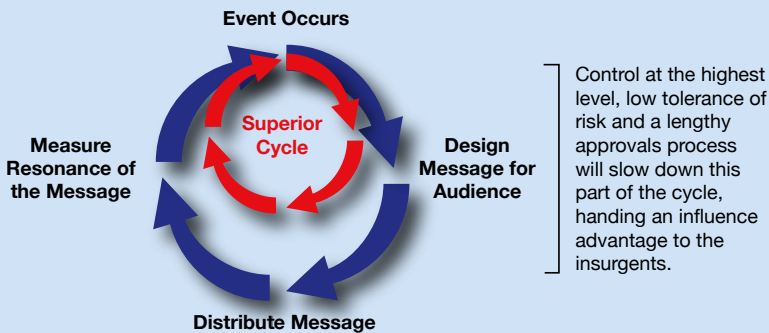 Event Occurs
Superior
Cycle
Measure
Resonance of
the Message
Design
Message for
Audience
Distribute Message
Control at the highest
level, low tolerance of
risk and a lengthy
approvals process
will slow down this
part of the cycle,
handing an influence
advantage to the
insurgents.